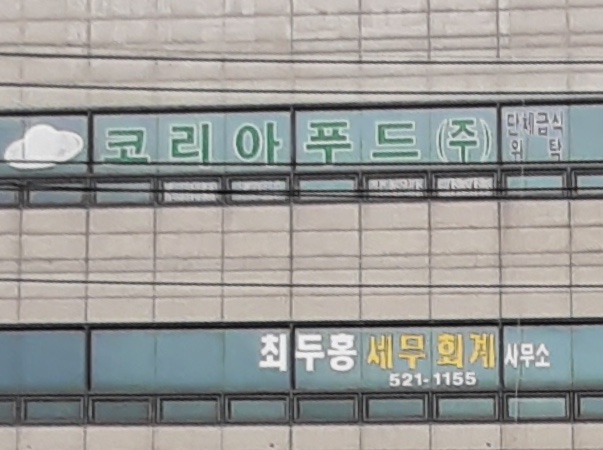 코리아푸드(주) 단체급식
위탁
최두홍 세무회계 사무소
521-1155